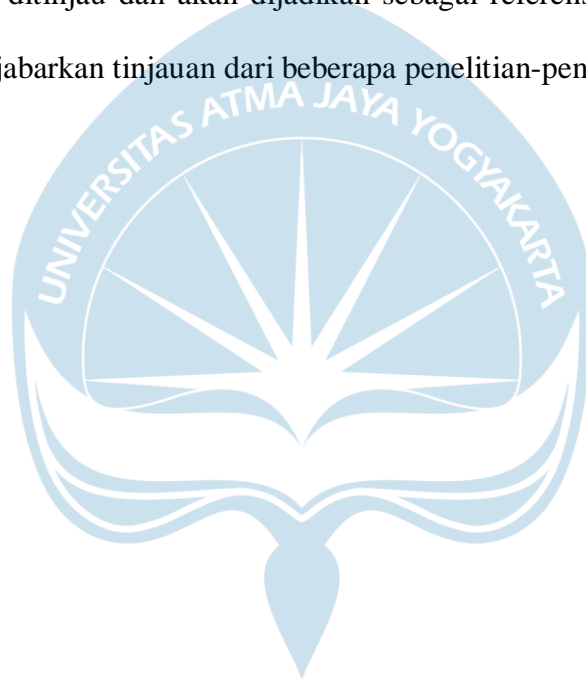 ditinjau dan akan dijadikan sebagai referensi
jabarkan tinjauan dari beberapa penelitian-pen
UNIVERSITAS ATMA JAYA YOGYAKARTA